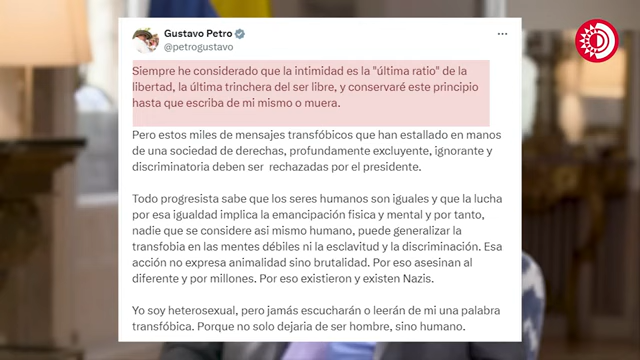 Gustavo Petro
@petrogustavo
Siempre he considerado que la intimidad es la "última ratio" de la
libertad, la última trinchera del ser libre, y conservaré este principio
hasta que escriba de mi mismo o muera.
Pero estos miles de mensajes transfóbicos que han estallado en manos
de una sociedad de derechas, profundamente excluyente, ignorante y
discriminatoria deben ser  rechazadas por el presidente.
Todo progresista sabe que los seres humanos son iguales y que la lucha
por esa igualdad implica la emancipación fisica y mental y por tanto,
nadie que se considere asi mismo humano, puede generalizar la
transfobia en las mentes débiles ni la esclavitud y la discriminación. Esa
acción no expresa animalidad sino brutalidad. Por eso asesinan al
diferente y por millones. Por eso existieron y existen Nazis.
Yo soy heterosexual, pero jamás escucharán o leerán de mi una palabra
transfóbica. Porque no solo dejaria de ser hombre, sino humano.